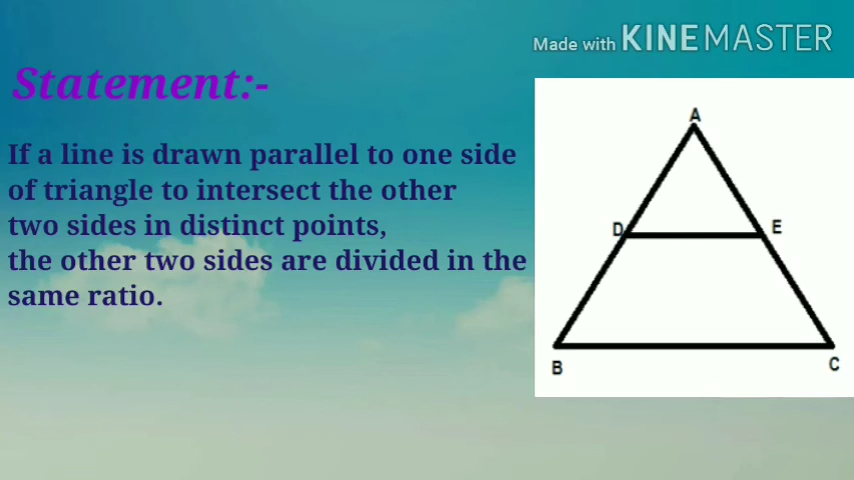 Made with KINEMASTER
Statement:-
If a line is drawn parallel to one side
of triangle to intersect the other
two sides in distinct points,
the other two sides are divided in the
same ratio.
A
D
E
B
C